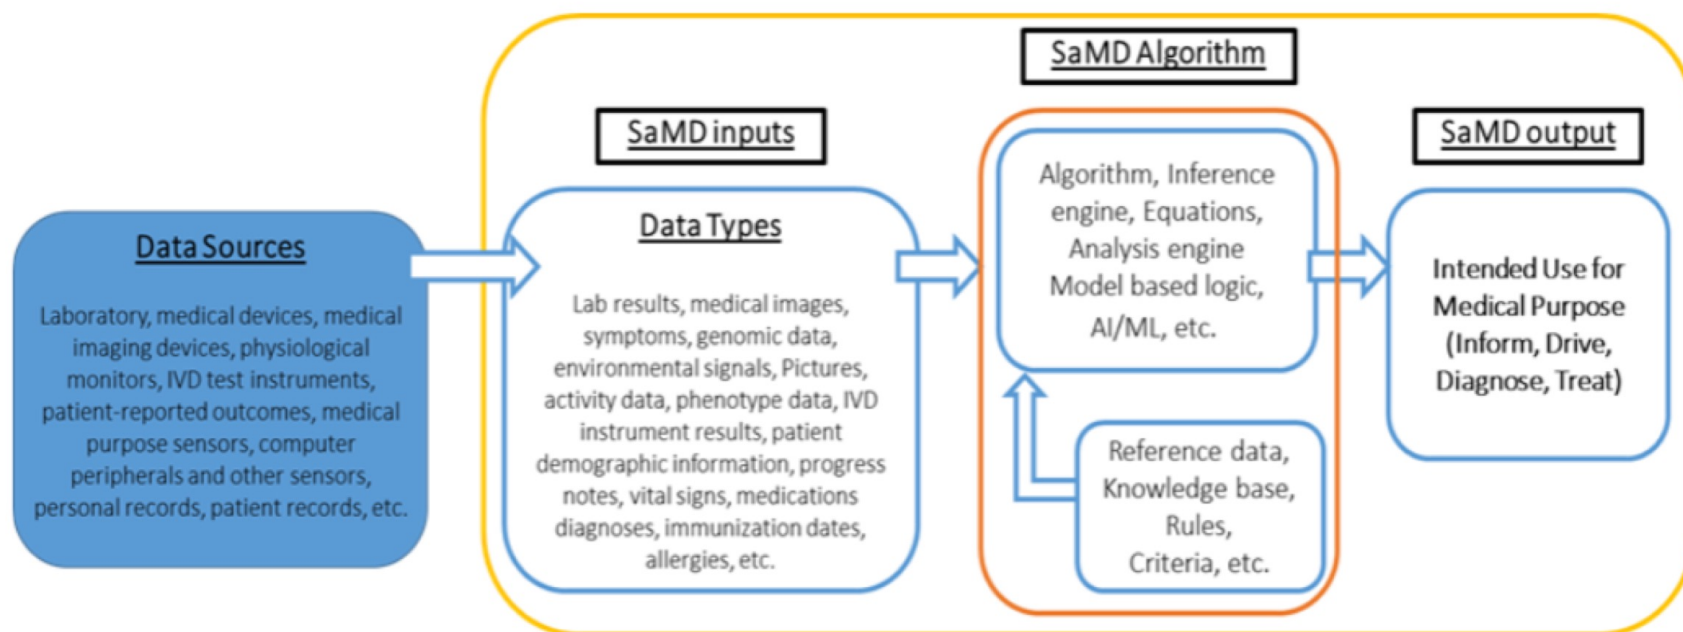 Data Sources
Laboratory, medical devices, medical
imaging devices, physiological
monitors, IVD test instruments,
patient-reported outcomes, medical
purpose sensors, computer
peripherals and other sensors,
personal records, patient records, etc.
SaMD inputs
Data Types
Lab results, medical images,
symptoms, genomic data,
environmental signals, Pictures,
activity data, phenotype data, IVD
instrument results, patient
demographic information, progress
notes, vital signs, medications
diagnoses, immunization dates,
allergies, etc.
SaMD Algorithm
Algorithm, Inference
engine, Equations,
Analysis engine
Model based logic,
AI/ML, etc.
Reference data,
Knowledge base,
Rules,
Criteria, etc.
SaMD output
Intended Use for
Medical Purpose
(Inform, Drive,
Diagnose, Treat)